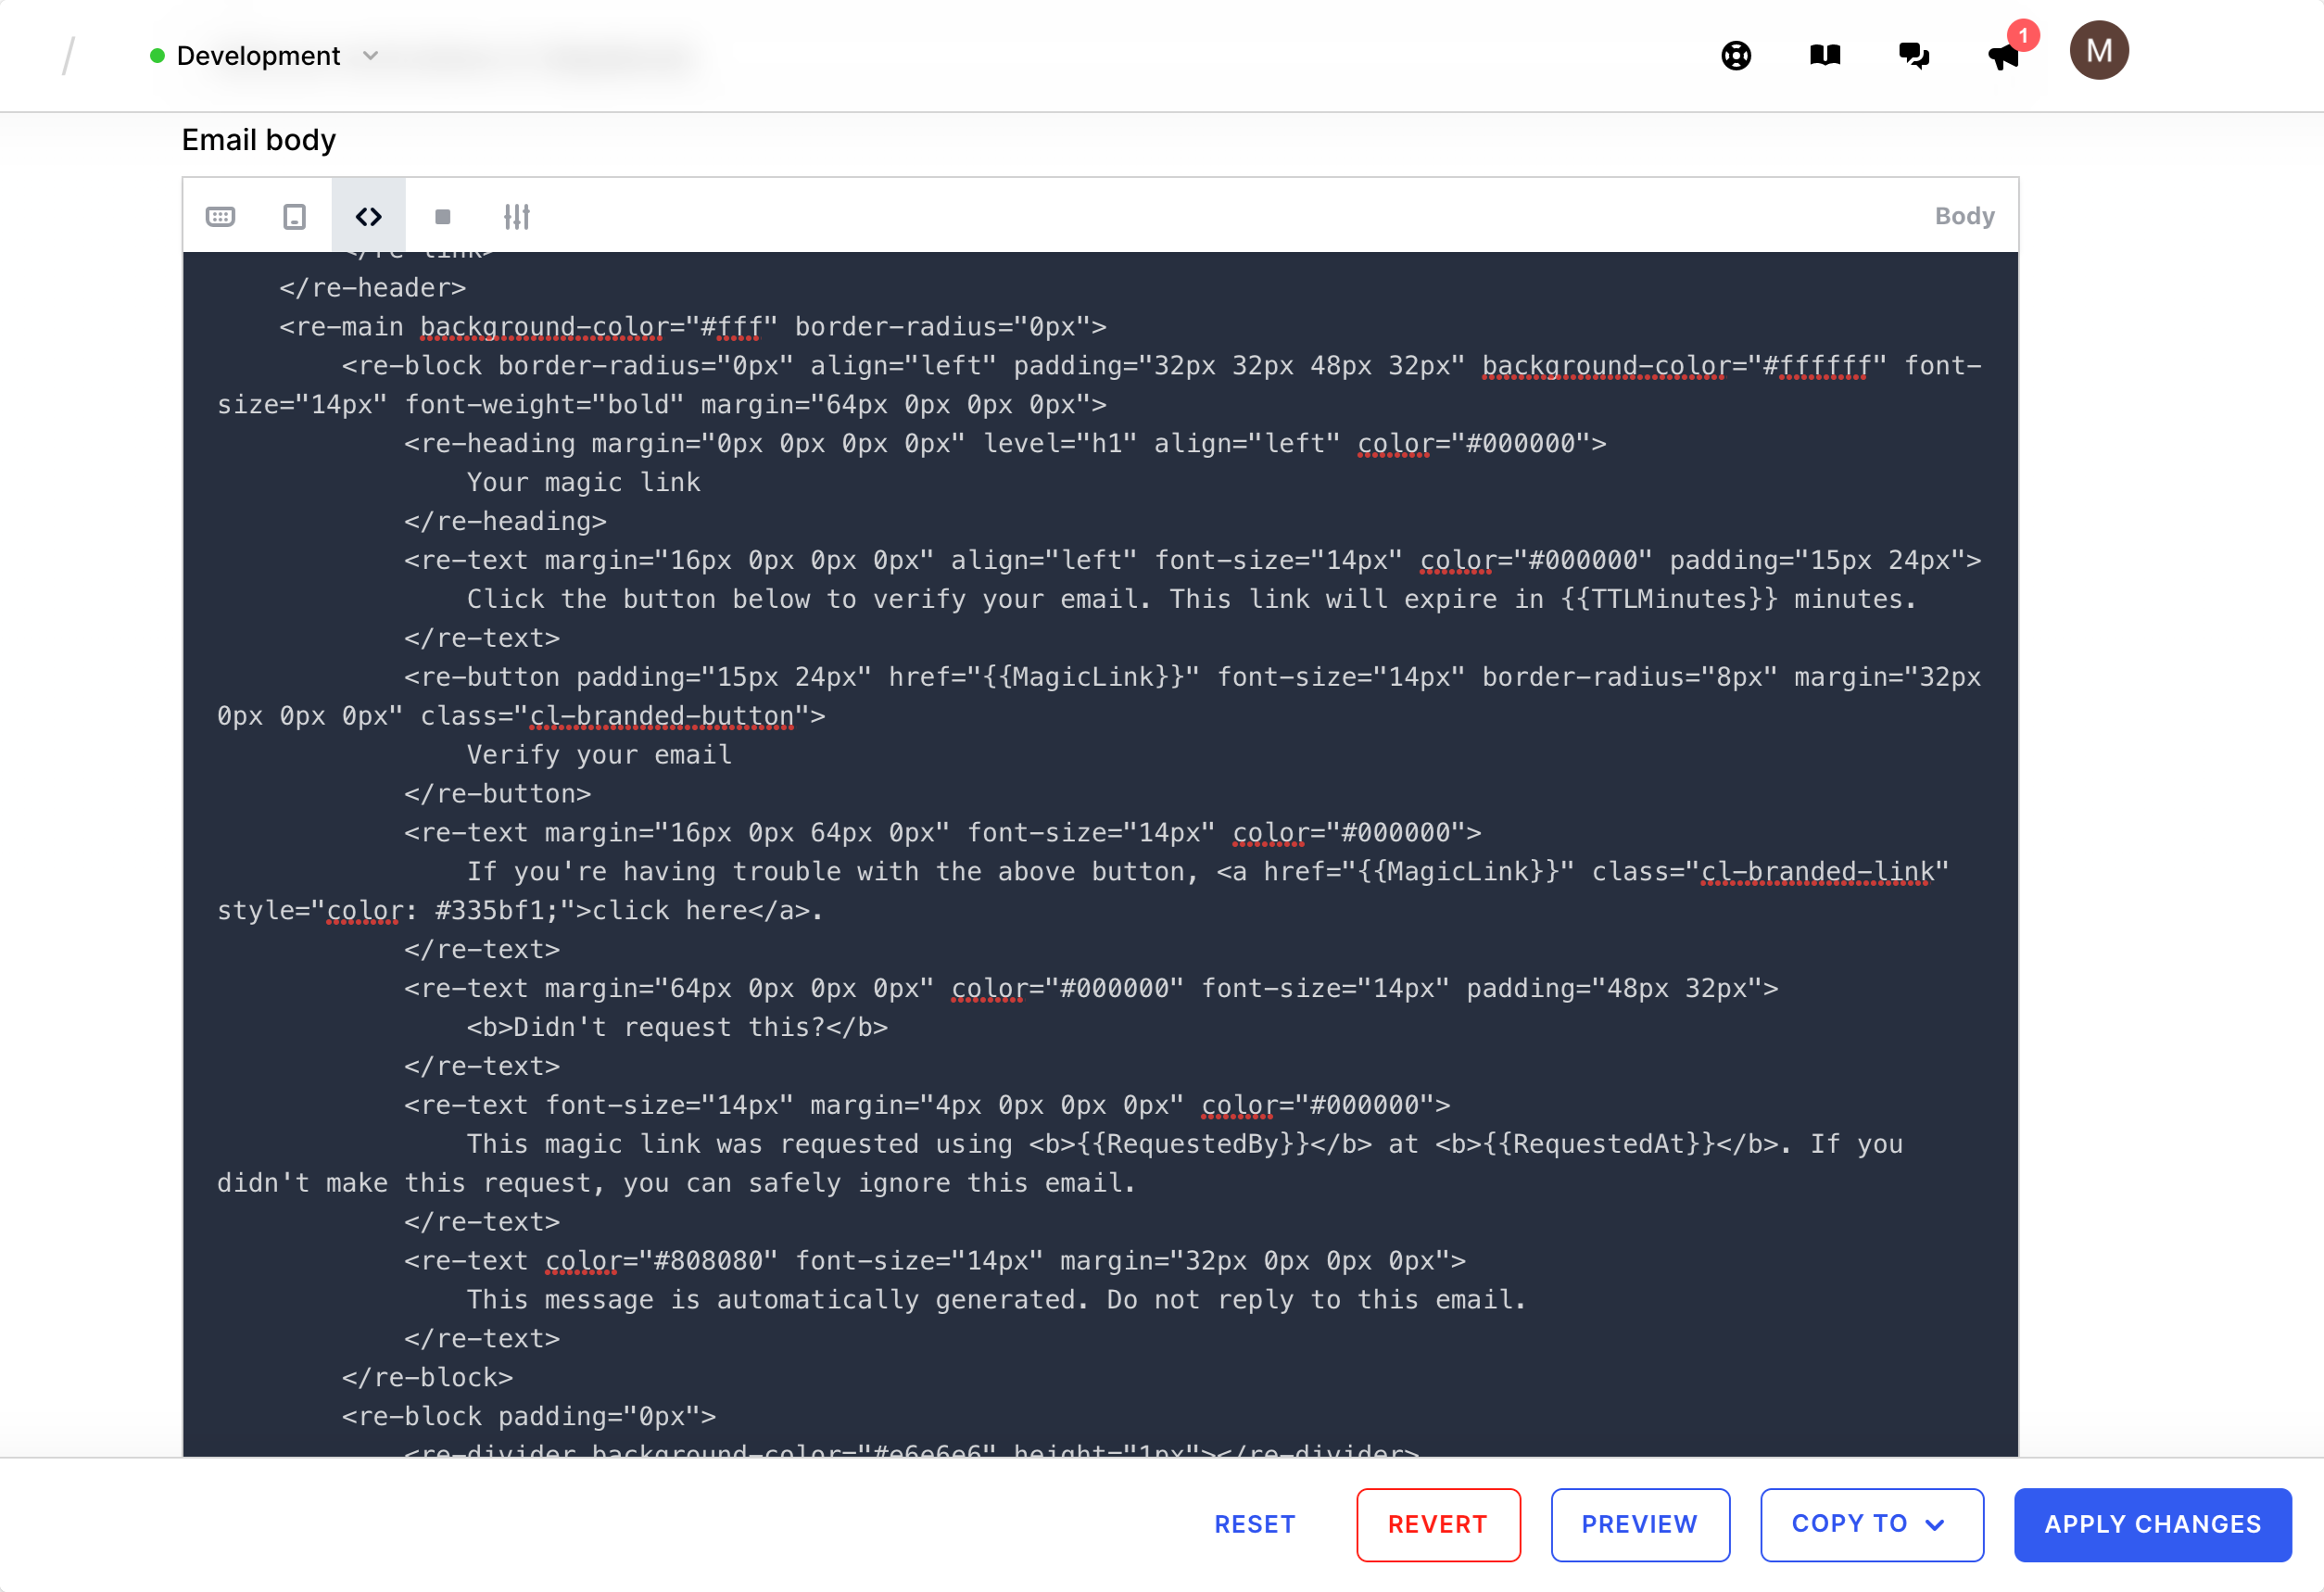 / Development
1
M
Email body
Body
</re-link>
</re-header>
<re-main background-color="#fff" border-radius="0px">
<re-block border-radius="0px" align="left" padding="32px 32px 48px 32px" background-color="#ffffff" font-
size="14px" font-weight="bold" margin="64px 0px 0px 0px">
<re-heading margin="0px 0px 0px 0px" level="h1" align="left" color="#000000">
Your magic link
</re-heading>
<re-text margin="16px 0px 0px 0px" align="left" font-size="14px" color="#000000" padding="15px 24px">
Click the button below to verify your email. This link will expire in {{TTLMinutes}} minutes.
</re-text>
<re-button padding="15px 24px" href="{{MagicLink}}" font-size="14px" border-radius="8px" margin="32px
0px 0px 0px" class="cl-branded-button">
Verify your email
</re-button>
<re-text margin="16px 0px 64px 0px" font-size="14px" color="#000000">
If you're having trouble with the above button, <a href="{{MagicLink}}" class="cl-branded-link"
style="color: #335bf1;">click here</a>.
</re-text>
<re-text margin="64px 0px 0px 0px" color="#000000" font-size="14px" padding="48px 32px">
<b>Didn't request this?</b>
</re-text>
<re-text font-size="14px" margin="4px 0px 0px 0px" color="#000000">
This magic link was requested using <b>{{RequestedBy}}</b> at <b>{{RequestedAt}}</b>. If you
didn't make this request, you can safely ignore this email.
</re-text>
<re-text color="#808080" font-size="14px" margin="32px 0px 0px 0px">
This message is automatically generated. Do not reply to this email.
</re-text>
</re-block>
<re-block padding="0px">
<re-divider background-color="#e6e6e6" height="1px"></re-divider>
RESET
REVERT
PREVIEW
COPY TO
APPLY CHANGES